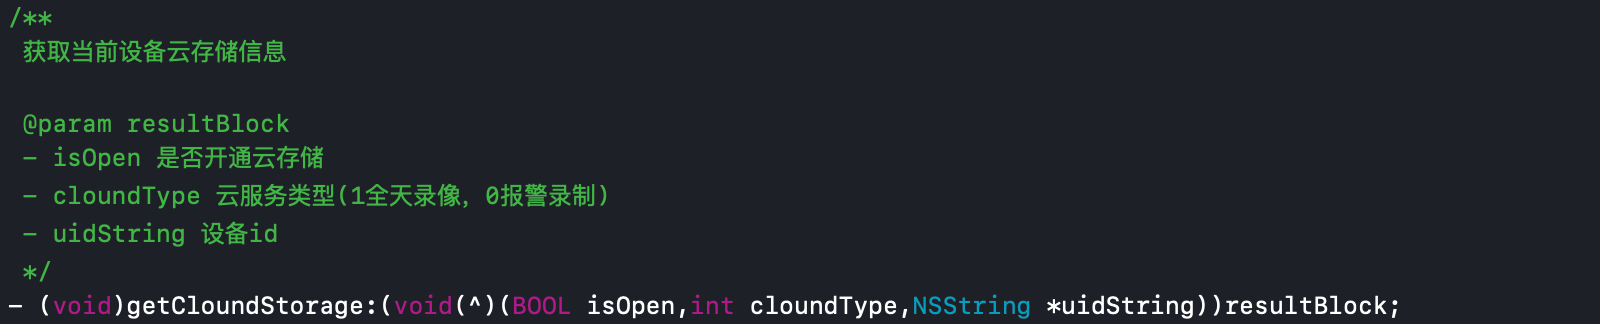 /**
获取当前设备云存储信息
@param resultBlock
- isOpen 是否开通云存储
- cloundType 云服务类型(1全天录像, 0报警录制)
- uidString 设备id
*/
- (void)getCloundStorage:(void(^)(BOOL isOpen,int cloundType,NSString *uidString))resultBlock;